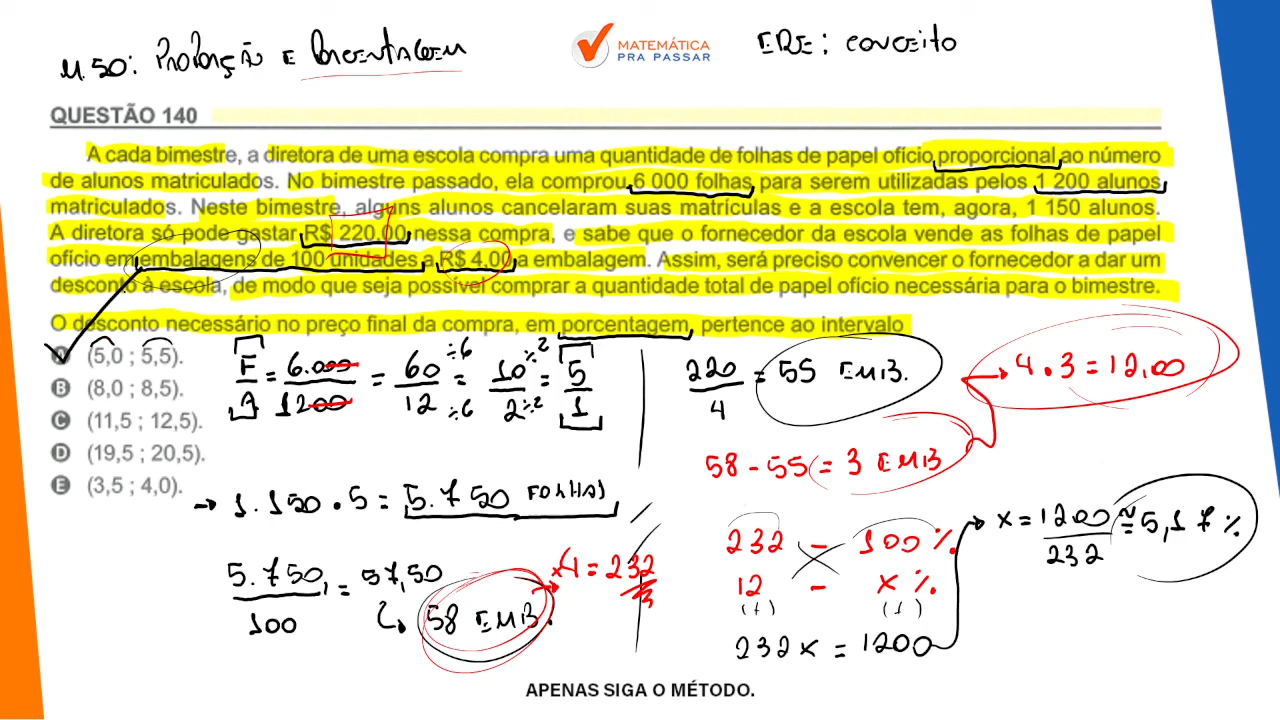 M.50: PROPORÇÃO E PORCENTAGEM
MATEMÁTICA
PRA PASSAR
ERE: CONCEITO
QUESTÃO 140
A cada bimestre, a diretora de uma escola compra uma quantidade de folhas de papel ofício proporcional ao número
de alunos matriculados. No bimestre passado, ela comprou 6 000 folhas para serem utilizadas pelos 1 200 alunos
matriculados. Neste bimestre, alguns alunos cancelaram suas matrículas e a escola tem, agora, 1 150 alunos.
A diretora só pode gastar R$ 220,00 nessa compra, e sabe que o fornecedor da escola vende as folhas de papel
ofício em embalagens de 100 unidades a R$ 4,00 a embalagem. Assim, será preciso convencer o fornecedor a dar um
desconto à escola, de modo que seja possível comprar a quantidade total de papel ofício necessária para o bimestre.
O desconto necessário no preço final da compra, em porcentagem, pertence ao intervalo
A (5,0 ; 5,5).
B (8,0 ; 8,5).
C (11,5 ; 12,5).
D (19,5 ; 20,5).
E (3,5 ; 4,0).
F/A = 6.000/1200 = 60/12 ÷6/÷6 = 10÷2/2÷2 = 5/1
→ 1.150 . 5 = 5.750 FOLHAS
5.750/100 = 57,50
58 EMB. → x4 = 232
220/4 = 55 EMB.
58 - 55 = 3 EMB
→ 4 . 3 = 12,00
232 - 100 %
12 - x %
(+) (+)
232x = 1200
→ x = 1200/232 ≅ 5,17 %
APENAS SIGA O MÉTODO.